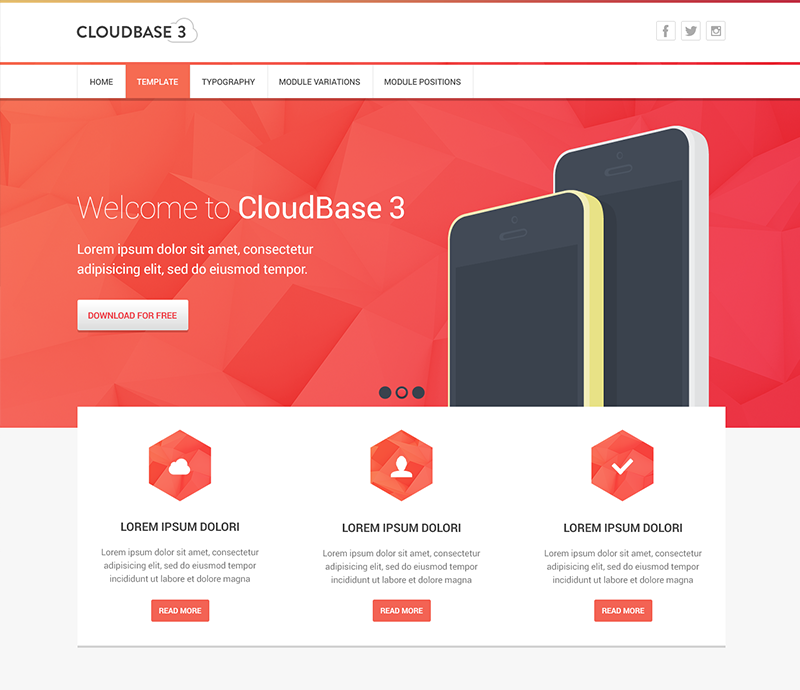 CLOUDBASE 3
HOME TEMPLATE TYPOGRAPHY MODULE VARIATIONS MODULE POSITIONS
Welcome to CloudBase 3
Lorem ipsum dolor sit amet, consectetur
adipisicing elit, sed do eiusmod tempor.
DOWNLOAD FOR FREE
LOREM IPSUM DOLORI
Lorem ipsum dolor sit amet, consectetur
adipisicing elit, sed do eiusmod tempor
incididunt ut labore et dolore magna
READ MORE
LOREM IPSUM DOLORI
Lorem ipsum dolor sit amet, consectetur
adipisicing elit, sed do eiusmod tempor
incididunt ut labore et dolore magna
READ MORE
LOREM IPSUM DOLORI
Lorem ipsum dolor sit amet, consectetur
adipisicing elit, sed do eiusmod tempor
incididunt ut labore et dolore magna
READ MORE